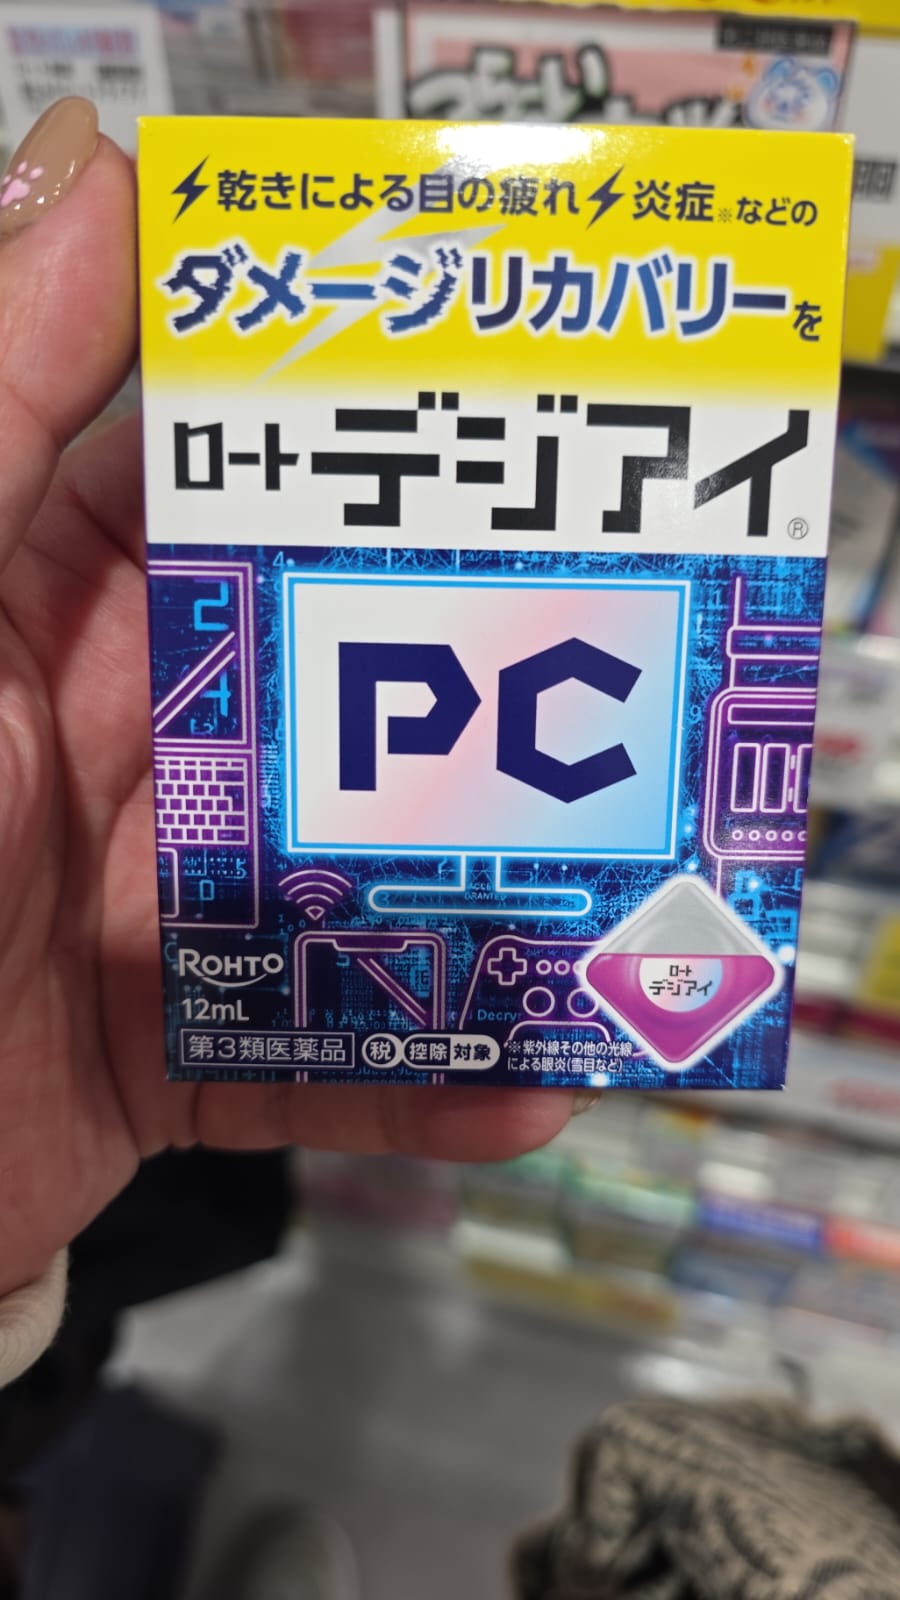 乾きによる目の疲れ 炎症※などの
ダメージリカバリーを
ロート デジアイ®
PC
ロート
デジアイ
ROHTO
12mL
第3類医薬品 税 控除対象
※紫外線その他の光線
による眼炎(雪目など)